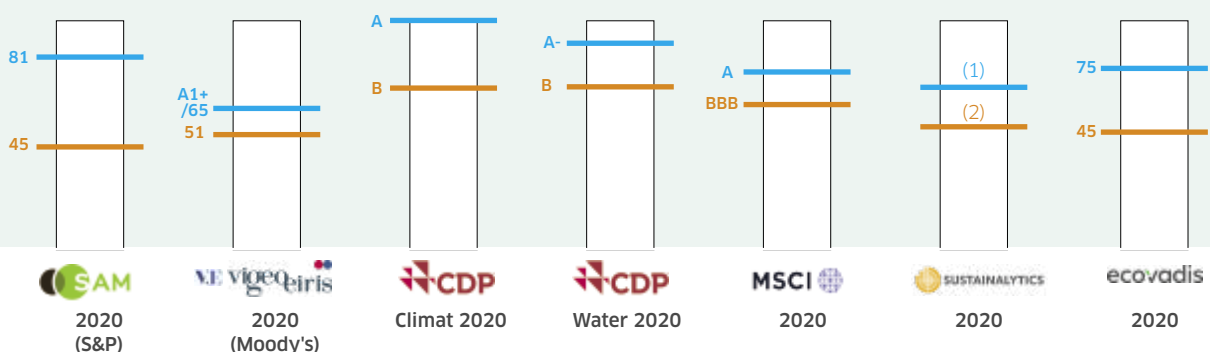 81
45
A1+
/65
51
A
B
A-
B
A
BBB
(1)
(2)
75
45
SAM
2020
(S&P)
V.E vigeo eiris
2020
(Moody's)
CDP
Climat 2020
CDP
Water 2020
MSCI
2020
SUSTAINALYTICS
2020
ecovadis
2020